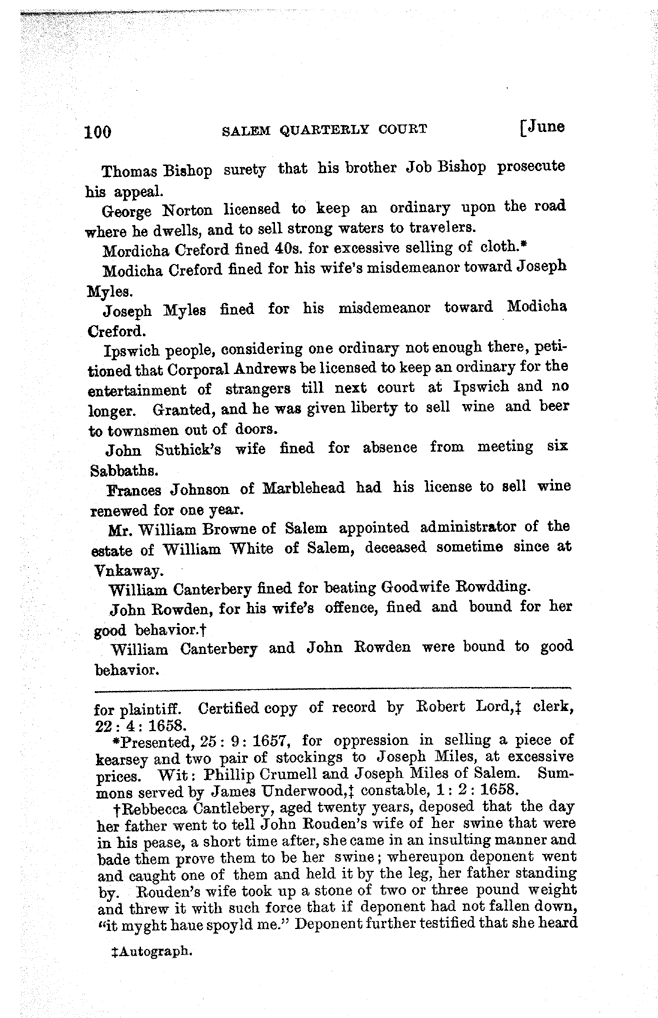 100 SALEM QUARTERLY COURT [June
Thomas Bishop surety that his brother Job Bishop prosecute
his appeal.
George Norton licensed to keep an ordinary upon the road
where he dwells, and to sell strong waters to travelers.
Mordicha Creford fined 40s. for excessive selling of cloth.*
Modicha Creford fined for his wife's misdemeanor toward Joseph
Myles.
Joseph Myles fined for his misdemeanor toward Modicha
Creford.
Ipswich people, considering one ordinary not enough there, peti-
tioned that Corporal Andrews be licensed to keep an ordinary for the
entertainment of strangers till next court at Ipswich and no
longer. Granted, and he was given liberty to sell wine and beer
to townsmen out of doors.
John Suthick's wife fined for absence from meeting six
Sabbaths.
Frances Johnson of Marblehead had his license to sell wine
renewed for one year.
Mr. William Browne of Salem appointed administrator of the
estate of William White of Salem, deceased sometime since at
Vnkaway.
William Canterbery fined for beating Goodwife Rowdding.
John Rowden, for his wife's offence, fined and bound for her
good behavior.†
William Canterbery and John Rowden were bound to good
behavior.
for plaintiff. Certified copy of record by Robert Lord,‡ clerk,
22 : 4 : 1658.
*Presented, 25 : 9 : 1657, for oppression in selling a piece of
kearsey and two pair of stockings to Joseph Miles, at excessive
prices. Wit: Phillip Crumell and Joseph Miles of Salem. Sum-
mons served by James Underwood,‡ constable, 1 : 2 : 1658.
†Rebbecca Cantlebery, aged twenty years, deposed that the day
her father went to tell John Rouden's wife of her swine that were
in his pease, a short time after, she came in an insulting manner and
bade them prove them to be her swine; whereupon deponent went
and caught one of them and held it by the leg, her father standing
by. Rouden's wife took up a stone of two or three pound weight
and threw it with such force that if deponent had not fallen down,
"it myght haue spoyld me." Deponent further testified that she heard
‡Autograph.